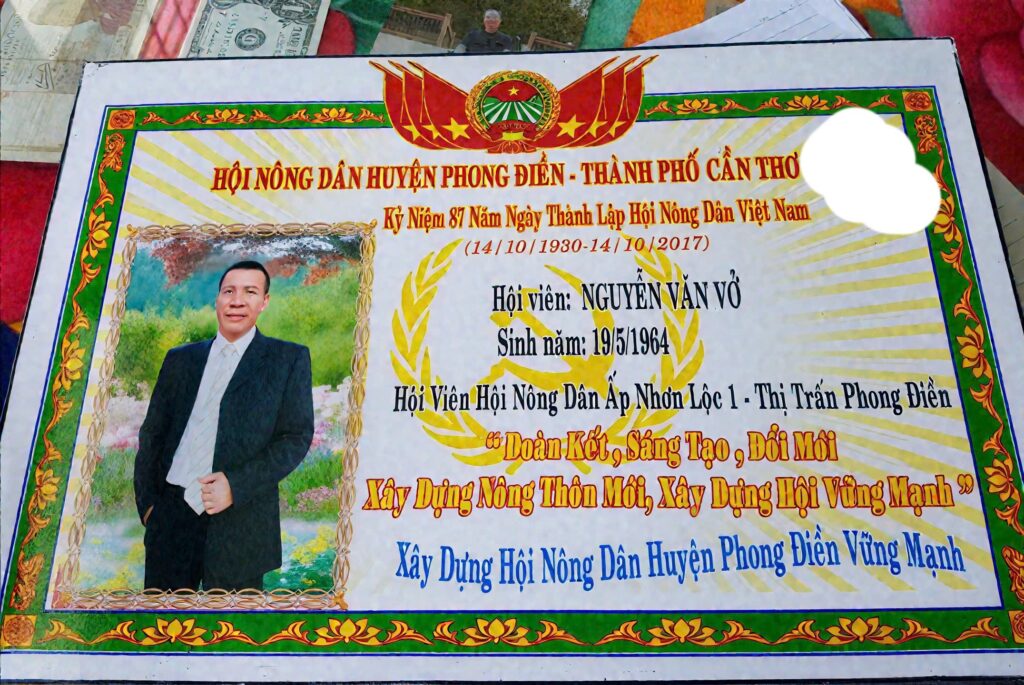 HỘI NÔNG DÂN HUYỆN PHONG ĐIỀN - THÀNH PHỐ CẦN THƠ
Kỷ Niệm 87 Năm Ngày Thành Lập Hội Nông Dân Việt Nam
(14/10/1930-14/10/2017)
Hội viên: NGUYỄN VĂN VỞ
Sinh năm: 19/5/1964
Hội Viên Hội Nông Dân Ấp Nhơn Lộc 1 - Thị Trấn Phong Điền
“ Đoàn Kết , Sáng Tạo , Đổi Mới
Xây Dựng Nông Thôn Mới, Xây Dựng Hội Vững Mạnh ”
Xây Dựng Hội Nông Dân Huyện Phong Điền Vững Mạnh